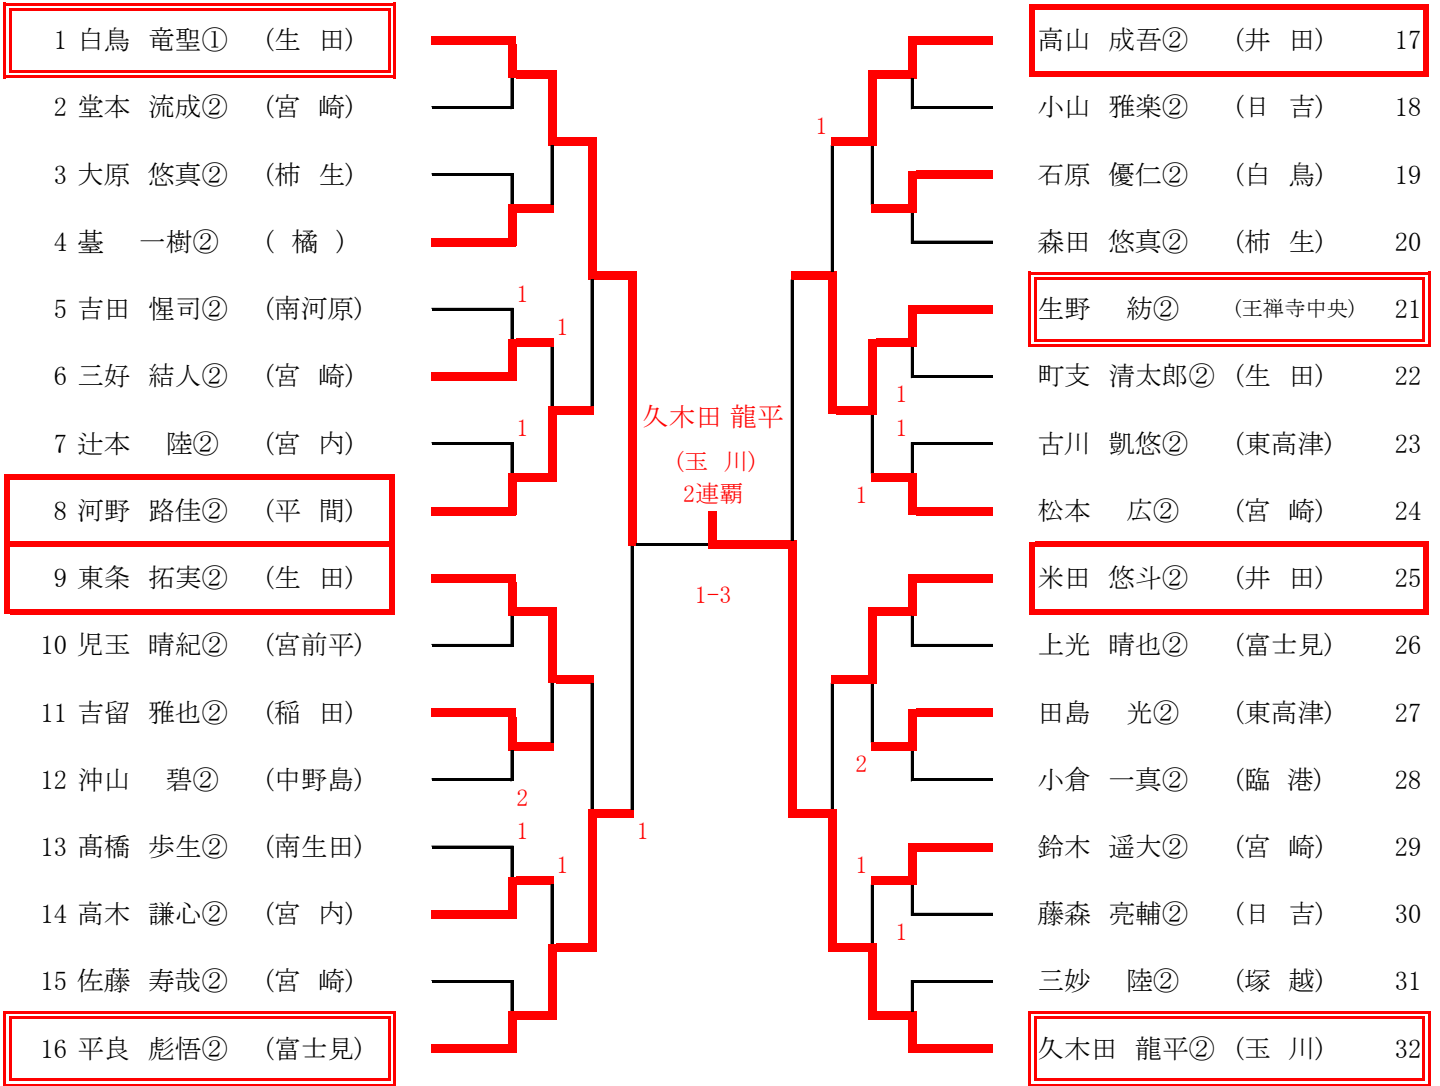 1 白鳥 竜聖① (生 田)
2 堂本 流成② (宮 崎)
3 大原 悠真② (柿 生)
4 基 一樹② ( 橘 )
5 吉田 惺司② (南河原)
6 三好 結人② (宮 崎)
7 辻本 陸② (宮 内)
8 河野 路佳② (平 間)
9 東条 拓実② (生 田)
10 児玉 晴紀② (宮前平)
11 吉留 雅也② (稲 田)
12 沖山 碧② (中野島)
13 髙橋 歩生② (南生田)
14 高木 謙心② (宮 内)
15 佐藤 寿哉② (宮 崎)
16 平良 彪悟② (富士見)
1
1
1
2
1
1
1
久木田 龍平
(玉 川)
2連覇
1-3
1
1
1
1
2
1
1
高山 成吾② (井 田) 17
小山 雅楽② (日 吉) 18
石原 優仁② (白 鳥) 19
森田 悠真② (柿 生) 20
生野 紡② (王禅寺中央) 21
町支 清太郎② (生 田) 22
古川 凱悠② (東高津) 23
松本 広② (宮 崎) 24
米田 悠斗② (井 田) 25
上光 晴也② (富士見) 26
田島 光② (東高津) 27
小倉 一真② (臨 港) 28
鈴木 遥大② (宮 崎) 29
藤森 亮輔② (日 吉) 30
三妙 陸② (塚 越) 31
久木田 龍平② (玉 川) 32